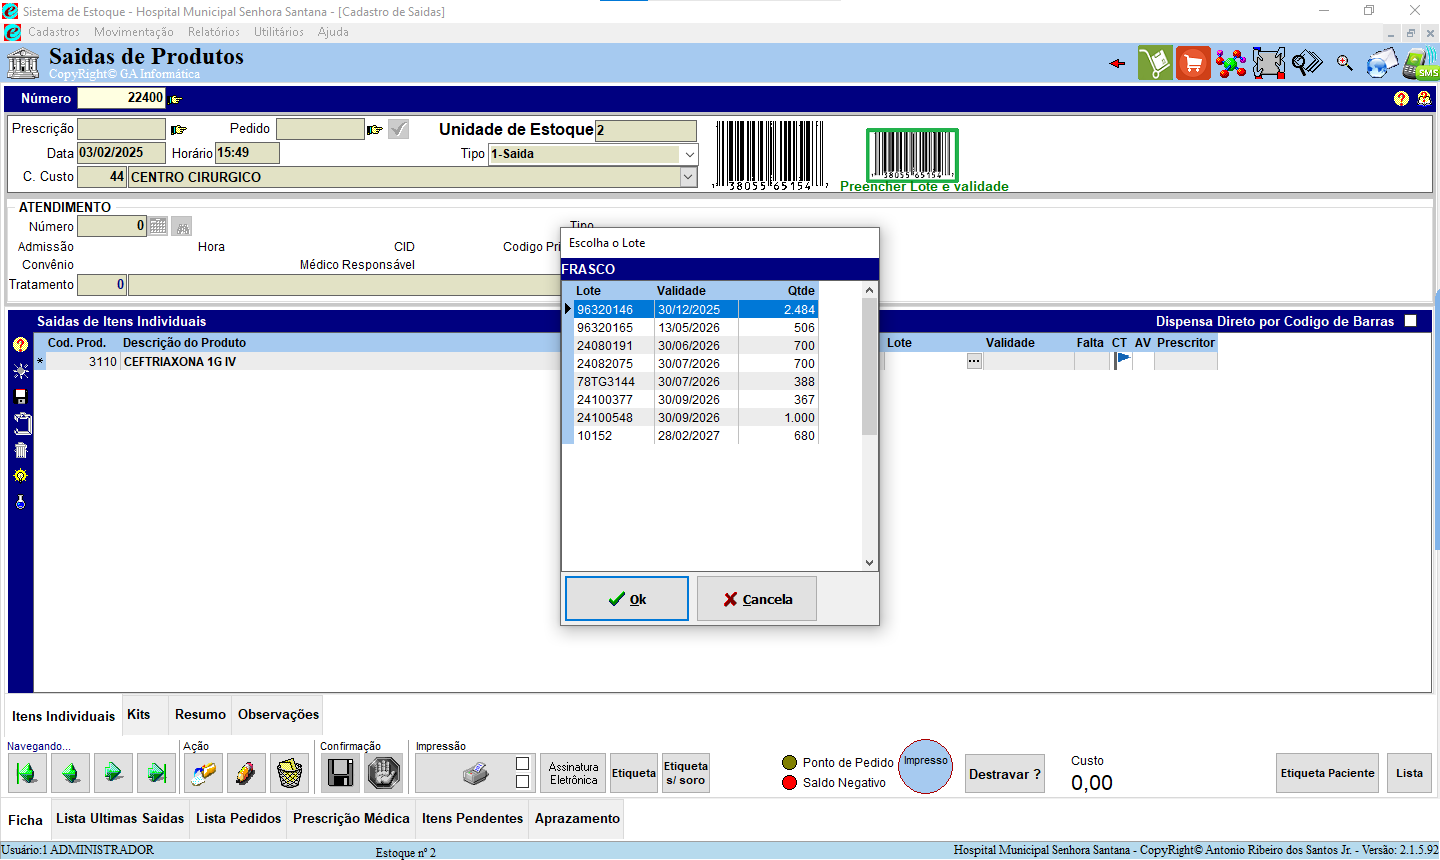 Sistema de Estoque - Hospital Municipal Senhora Santana - [Cadastro de Saidas]
Cadastros Movimentação Relatórios Utilitários Ajuda
Saidas de Produtos
CopyRight© GA Informática
SMS
Número 22400
Prescrição Pedido Unidade de Estoque 2
Data 03/02/2025 Horário 15:49 Tipo 1-Saida
C. Custo 44 CENTRO CIRURGICO
38055 65154
38055 65154
Preencher Lote e validade
ATENDIMENTO
Número 0 Tipo
Admissão Hora CID Codigo Pri
Convênio Médico Responsável
Tratamento 0
Escolha o Lote
FRASCO
Lote Validade Qtde
96320146 30/12/2025 2.484
96320165 13/05/2026 506
24080191 30/06/2026 700
24082075 30/07/2026 700
78TG3144 30/07/2026 388
24100377 30/09/2026 367
24100548 30/09/2026 1.000
10152 28/02/2027 680
Ok Cancela
Saidas de Itens Individuais Dispensa Direto por Codigo de Barras
Cod. Prod. Descrição do Produto Lote Validade Falta CT AV Prescritor
* 3110 CEFTRIAXONA 1G IV ...
Itens Individuais Kits Resumo Observações
Navegando... Ação Confirmação Impressão
Assinatura Eletrônica
Etiqueta
Etiqueta s/ soro
Ponto de Pedido
Saldo Negativo
Impresso
Destravar ?
Custo
0,00
Etiqueta Paciente
Lista
Ficha Lista Ultimas Saidas Lista Pedidos Prescrição Médica Itens Pendentes Aprazamento
Usuário:1 ADMINISTRADOR Estoque nº 2 Hospital Municipal Senhora Santana - CopyRight© Antonio Ribeiro dos Santos Jr. - Versão: 2.1.5.92